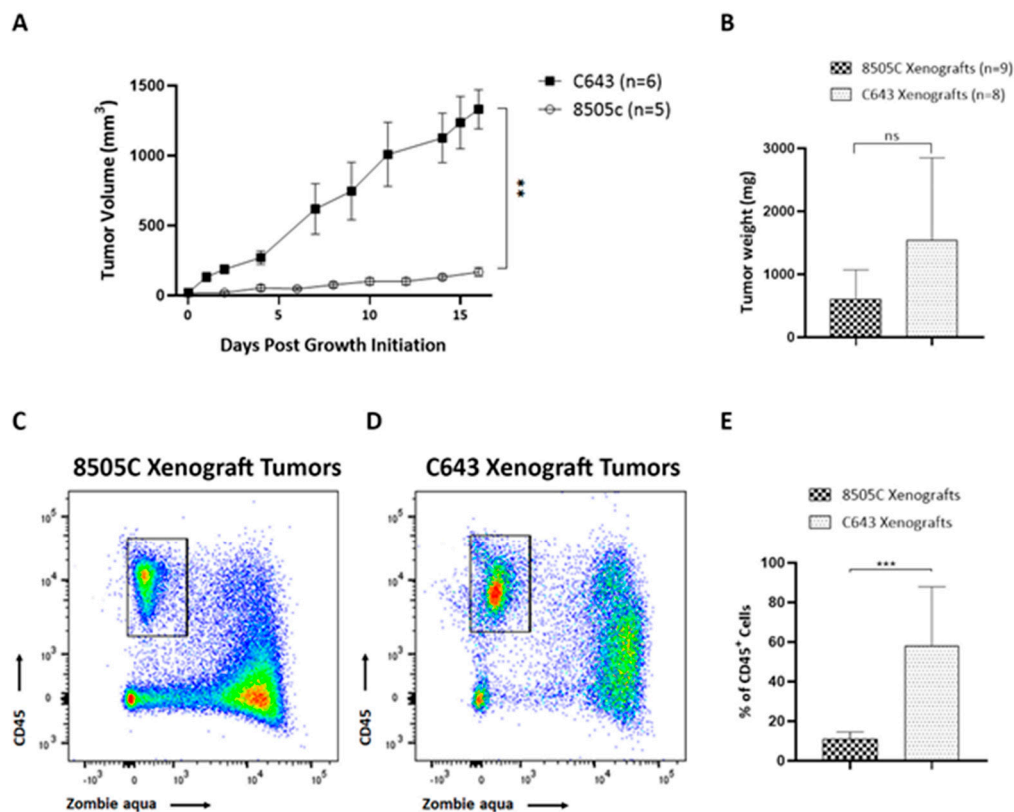 A
B
C643 (n=6)
8505c (n=5)
Tumor Volume (mm³)
1500
1000
500
0
0
5
10
15
Days Post Growth Initiation
**
8505C Xenografts (n=9)
C643 Xenografts (n=8)
ns
Tumor weight (mg)
3000
2000
1000
0
C
D
E
8505C Xenograft Tumors
CD45
10⁵
10⁴
10³
0
10³
-10³
0
10³
10⁴
10⁵
Zombie aqua
C643 Xenograft Tumors
CD45
10⁵
10⁴
10³
0
10³
-10³
0
10³
10⁴
10⁵
Zombie aqua
8505C Xenografts
C643 Xenografts
***
% of CD45⁺ Cells
100
80
60
40
20
0